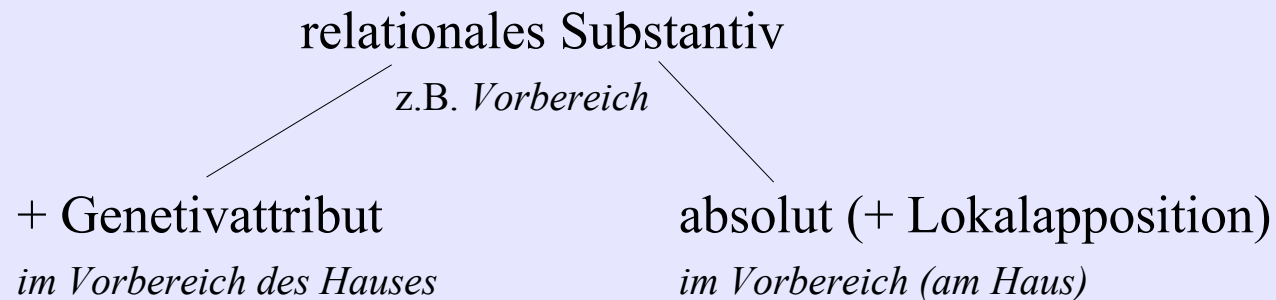 relationales Substantiv
z.B. Vorbereich
+ Genetivattribut
absolut (+ Lokalapposition)
im Vorbereich des Hauses
im Vorbereich (am Haus)